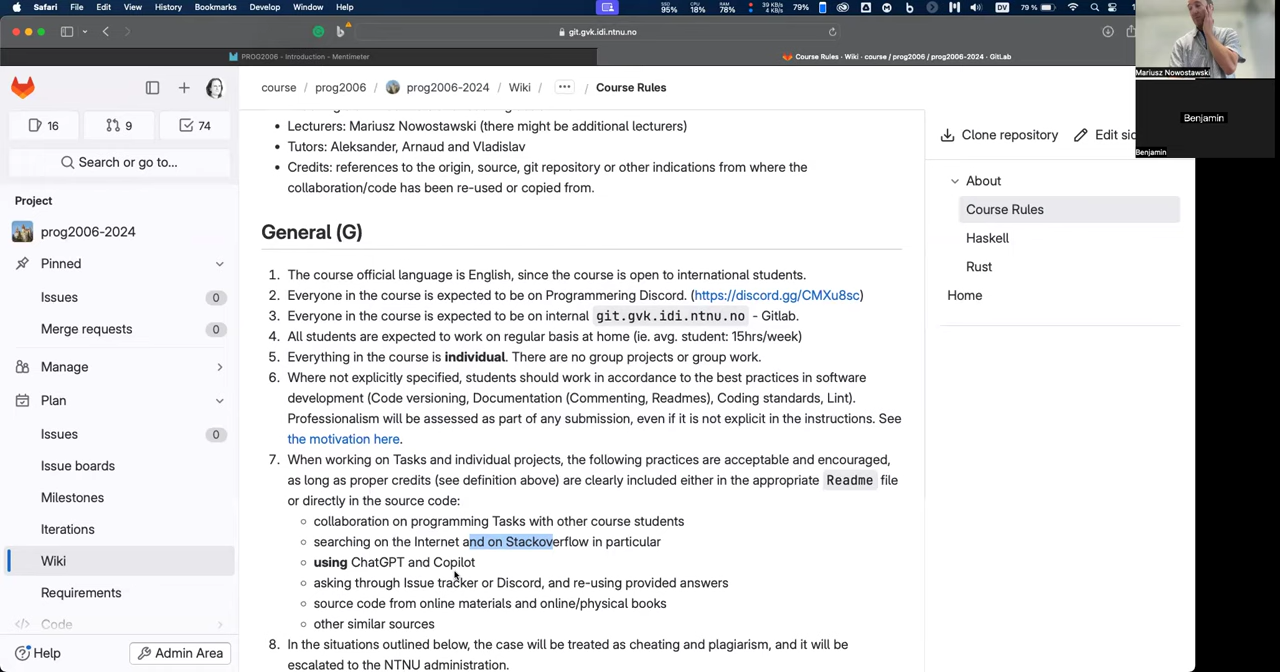 Safari File Edit View History Bookmarks Develop Window Help
SSD 95% CPU 18% RAM 78% 39 KB/s 4 KB/s 79% DV 79 %
git.gvk.idi.ntnu.no
PROG2006 - Introduction - Mentimeter
Course Rules · Wiki · course / prog2006 / prog2006-2024 · GitLab
Mariusz Nowostawski
Benjamin
Benjamin
16 9 74
Search or go to...
Project
prog2006-2024
Pinned
Issues 0
Merge requests 0
Manage
Plan
Issues 0
Issue boards
Milestones
Iterations
Wiki
Requirements
Code
Help
Admin Area
course / prog2006 / prog2006-2024 / Wiki / ... / Course Rules
• Lecturers: Mariusz Nowostawski (there might be additional lecturers)
• Tutors: Aleksander, Arnaud and Vladislav
• Credits: references to the origin, source, git repository or other indications from where the
collaboration/code has been re-used or copied from.
General (G)
1. The course official language is English, since the course is open to international students.
2. Everyone in the course is expected to be on Programmering Discord. (https://discord.gg/CMXu8sc)
3. Everyone in the course is expected to be on internal git.gvk.idi.ntnu.no - Gitlab.
4. All students are expected to work on regular basis at home (ie. avg. student: 15hrs/week)
5. Everything in the course is individual. There are no group projects or group work.
6. Where not explicitly specified, students should work in accordance to the best practices in software
development (Code versioning, Documentation (Commenting, Readmes), Coding standards, Lint).
Professionalism will be assessed as part of any submission, even if it is not explicit in the instructions. See
the motivation here.
7. When working on Tasks and individual projects, the following practices are acceptable and encouraged,
as long as proper credits (see definition above) are clearly included either in the appropriate Readme file
or directly in the source code:
◦ collaboration on programming Tasks with other course students
◦ searching on the Internet and on Stackoverflow in particular
◦ using ChatGPT and Copilot
◦ asking through Issue tracker or Discord, and re-using provided answers
◦ source code from online materials and online/physical books
◦ other similar sources
8. In the situations outlined below, the case will be treated as cheating and plagiarism, and it will be
escalated to the NTNU administration.
Clone repository
Edit si
About
Course Rules
Haskell
Rust
Home